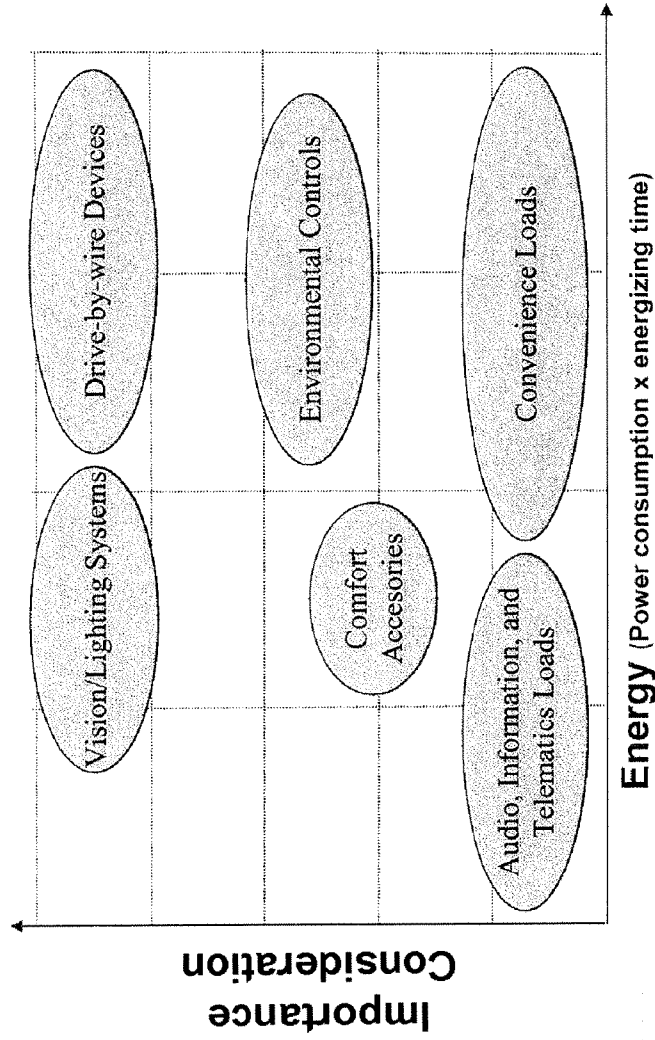 Importance
Consideration
Vision/Lighting Systems
Drive-by-wire Devices
Comfort
Accesories
Environmental Controls
Audio, Information, and
Telematics Loads
Convenience Loads
Energy (Power consumption x energizing time)